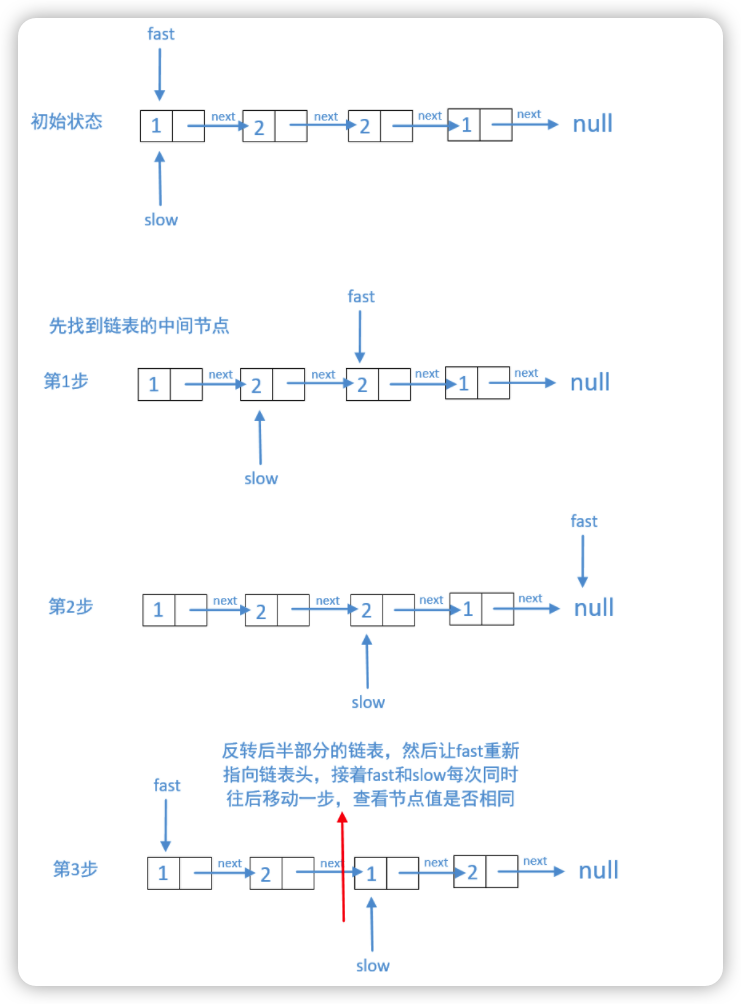 fast
初始状态 1 next 2 next 2 next 1 next null
slow
fast
先找到链表的中间节点
第1步 1 next 2 next 2 next 1 next null
slow
fast
第2步 1 next 2 next 2 next 1 next null
slow
反转后半部分的链表，然后让fast重新
指向链表头，接着fast和slow每次同时
往后移动一步，查看节点值是否相同
fast
第3步 1 next 2 next 1 next 2 next null
slow